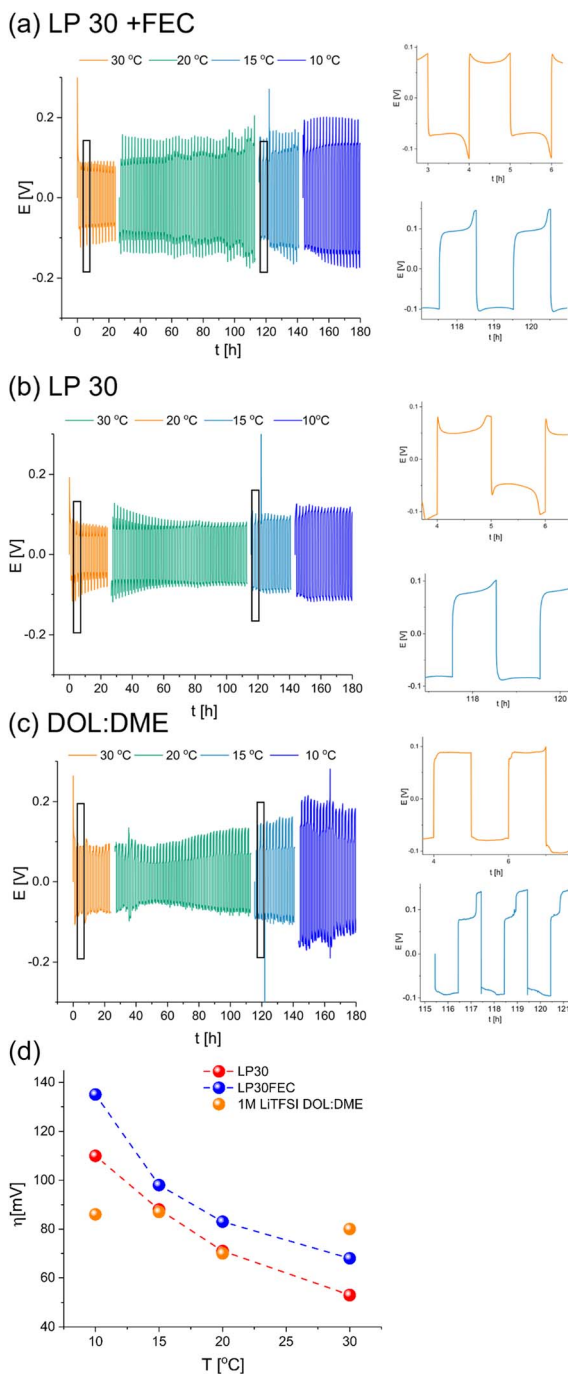 (a) LP 30 +FEC
30 °C 20 °C 15 °C 10 °C
E [V]
0.2
0.0
-0.2
0 20 40 60 80 100 120 140 160 180
t [h]
E [V]
0.1
0.0
-0.1
3 4 5 6
t [h]
E [V]
0.1
0.0
-0.1
118 119 120
t [h]
(b) LP 30
30 °C 20 °C 15 °C 10°C
E [V]
0.2
0.0
-0.2
0 20 40 60 80 100 120 140 160 180
t [h]
E [V]
0.1
0.0
-0.1
4 5 6
t [h]
E [V]
0.1
0.0
-0.1
118 120
t [h]
(c) DOL:DME
30 °C 20 °C 15 °C 10 °C
E [V]
0.2
0.0
-0.2
0 20 40 60 80 100 120 140 160 180
t [h]
E [V]
0.1
0.0
-0.1
4 6
t [h]
E [V]
0.1
0.0
-0.1
115 116 117 118 119 120 121
t [h]
(d)
LP30
LP30FEC
1M LiTFSI DOL:DME
η[mV]
140
120
100
80
60
40
10 15 20 25 30
T [°C]